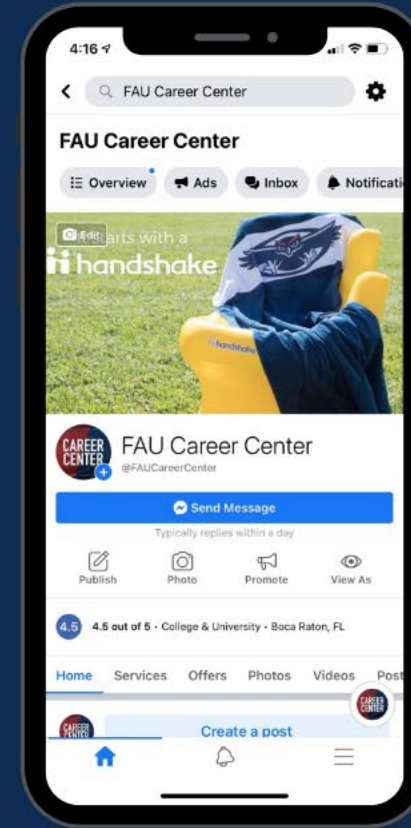 4:16
FAU Career Center
FAU Career Center
Overview Ads Inbox Notificati
Edit arts with a
handshake
handshake
CAREER
CENTER
FAU Career Center
@FAUCareerCenter
Send Message
Typically replies within a day
Publish Photo Promote View As
4.5 4.5 out of 5 · College & University · Boca Raton, FL
Home Services Offers Photos Videos Post
CAREER
CENTER
CAREER
CENTER
Create a post